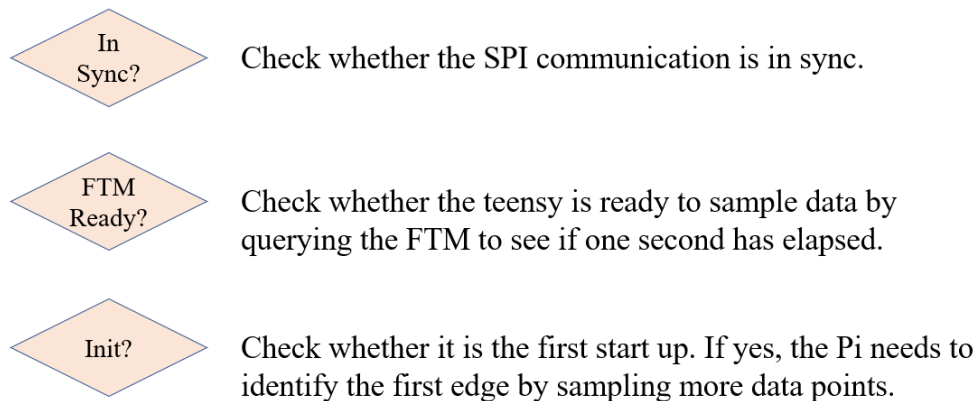 In
Sync?
Check whether the SPI communication is in sync.
FTM
Ready?
Check whether the teensy is ready to sample data by
querying the FTM to see if one second has elapsed.
Init?
Check whether it is the first start up. If yes, the Pi needs to
identify the first edge by sampling more data points.